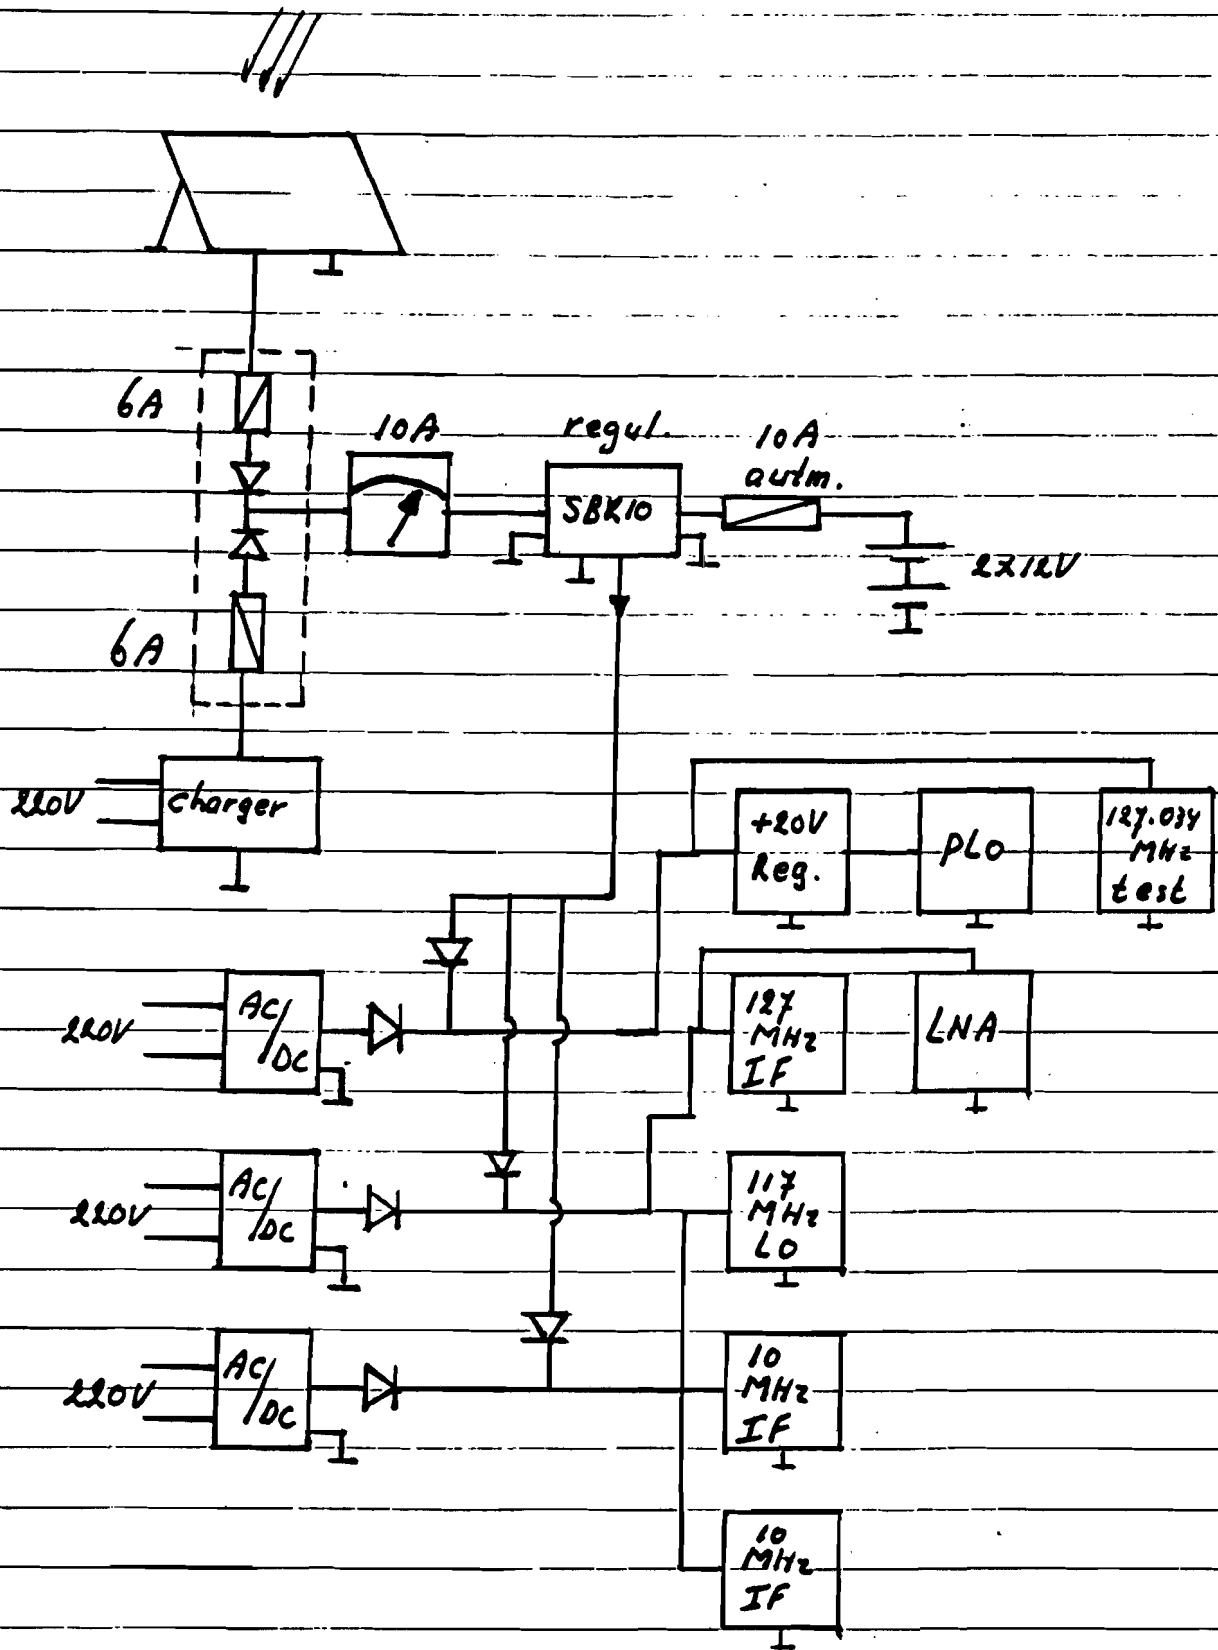 6A
10A
regul.
10A
autm.
SBK10
2x12V
6A
220V
charger
+20V
Reg.
PLO
127.034
MHz
test
220V
AC/
DC
127
MHz
IF
LNA
220V
AC/
DC
117
MHz
LO
220V
AC/
DC
10
MHz
IF
10
MHz
IF